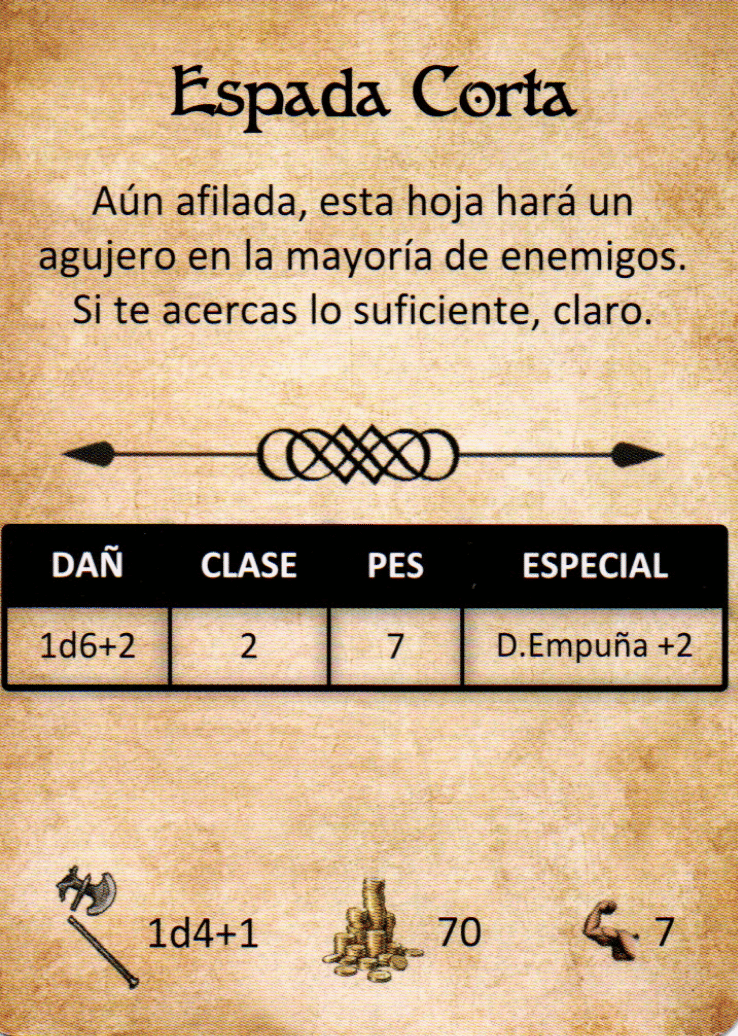 Espada Corta
Aún afilada, esta hoja hará un
agujero en la mayoría de enemigos.
Si te acercas lo suficiente, claro.
DAÑ CLASE PES ESPECIAL
1d6+2 2 7 D.Empuña +2
1d4+1 70 7